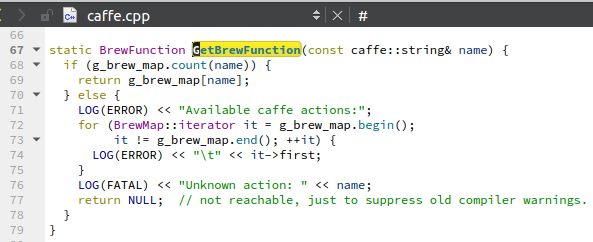 caffe.cpp #
66
67 static BrewFunction GetBrewFunction(const caffe::string& name) {
68 if (g_brew_map.count(name)) {
69 return g_brew_map[name];
70 } else {
71 LOG(ERROR) << "Available caffe actions:";
72 for (BrewMap::iterator it = g_brew_map.begin();
73 it != g_brew_map.end(); ++it) {
74 LOG(ERROR) << "\t" << it->first;
75 }
76 LOG(FATAL) << "Unknown action: " << name;
77 return NULL;  // not reachable, just to suppress old compiler warnings.
78 }
79 }